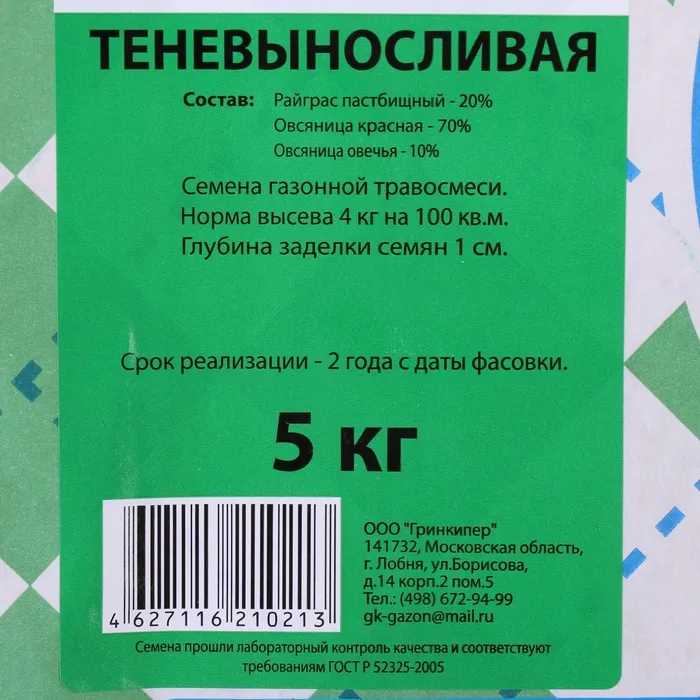 ТЕНЕВЫНОСЛИВАЯ
Состав: Райграс пастбищный - 20%
Овсяница красная - 70%
Овсяница овечья - 10%
Семена газонной травосмеси.
Норма высева 4 кг на 100 кв.м.
Глубина заделки семян 1 см.
Срок реализации - 2 года с даты фасовки.
5 кг
ООО "Гринкипер"
141732, Московская область,
г. Лобня, ул.Борисова,
д.14 корп.2 пом.5
Тел.: (498) 672-94-99
gk-gazon@mail.ru
4 627116 210213
Семена прошли лабораторный контроль качества и соответствуют
требованиям ГОСТ Р 52325-2005